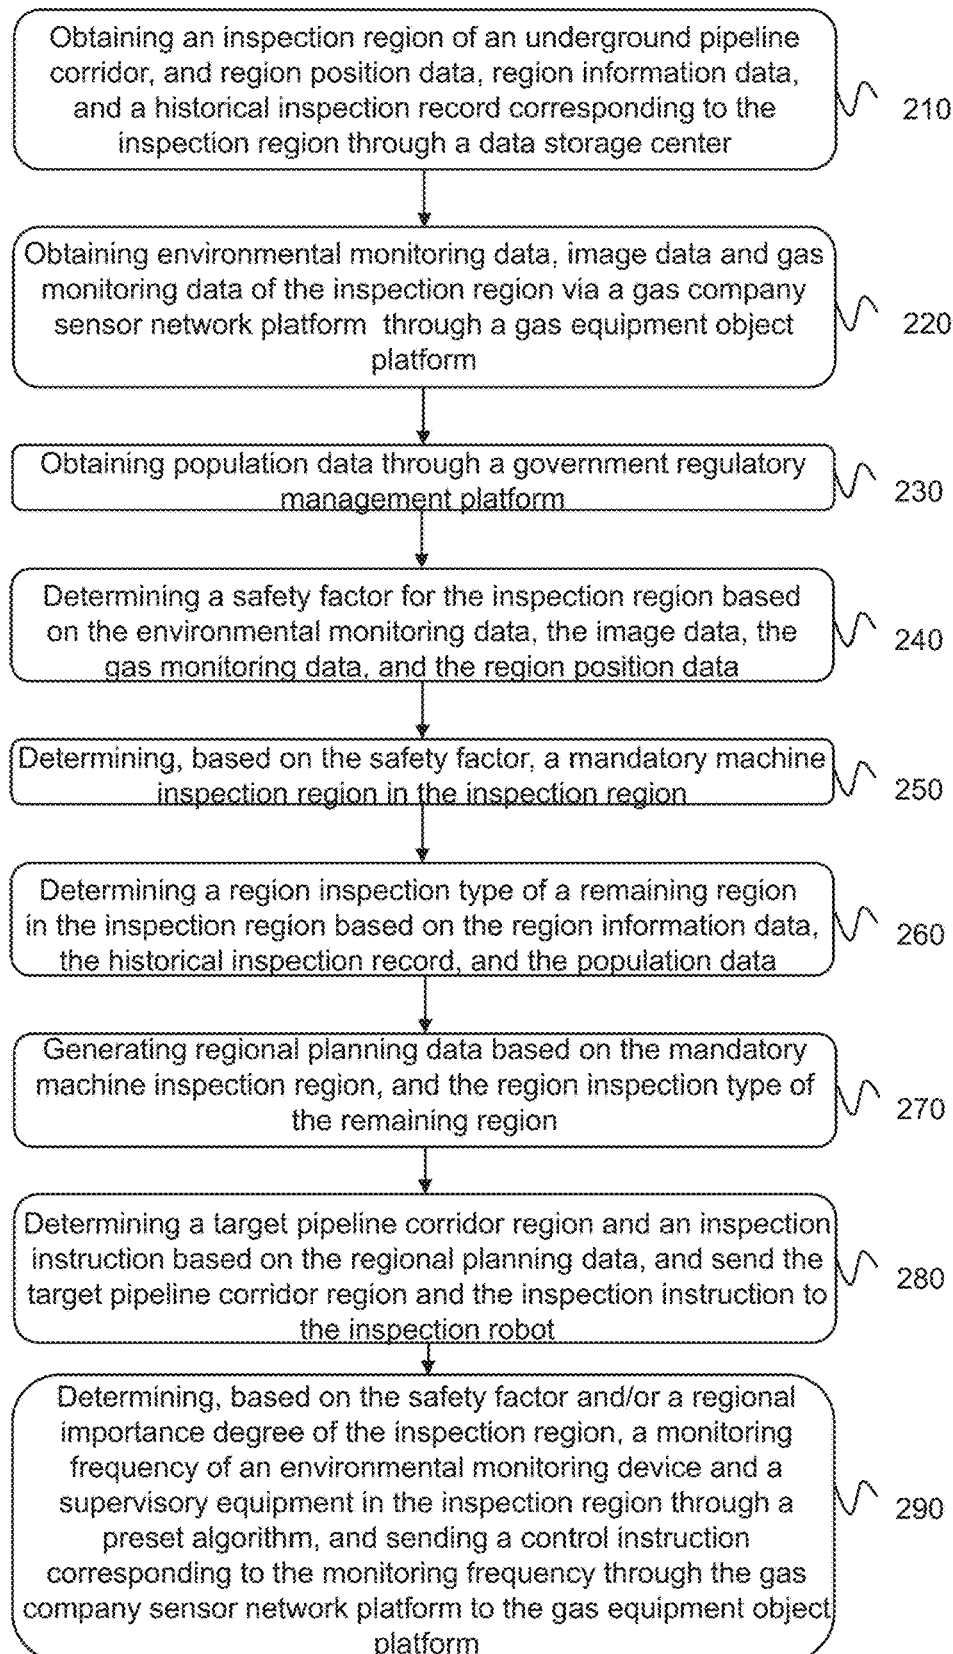 Obtaining an inspection region of an underground pipeline
corridor, and region position data, region information data,
and a historical inspection record corresponding to the
inspection region through a data storage center
210
Obtaining environmental monitoring data, image data and gas
monitoring data of the inspection region via a gas company
sensor network platform through a gas equipment object
platform
220
Obtaining population data through a government regulatory
management platform
230
Determining a safety factor for the inspection region based
on the environmental monitoring data, the image data, the
gas monitoring data, and the region position data
240
Determining, based on the safety factor, a mandatory machine
inspection region in the inspection region
250
Determining a region inspection type of a remaining region
in the inspection region based on the region information data,
the historical inspection record, and the population data
260
Generating regional planning data based on the mandatory
machine inspection region, and the region inspection type of
the remaining region
270
Determining a target pipeline corridor region and an inspection
instruction based on the regional planning data, and send the
target pipeline corridor region and the inspection instruction to
the inspection robot
280
Determining, based on the safety factor and/or a regional
importance degree of the inspection region, a monitoring
frequency of an environmental monitoring device and a
supervisory equipment in the inspection region through a
preset algorithm, and sending a control instruction
corresponding to the monitoring frequency through the gas
company sensor network platform to the gas equipment object
platform
290